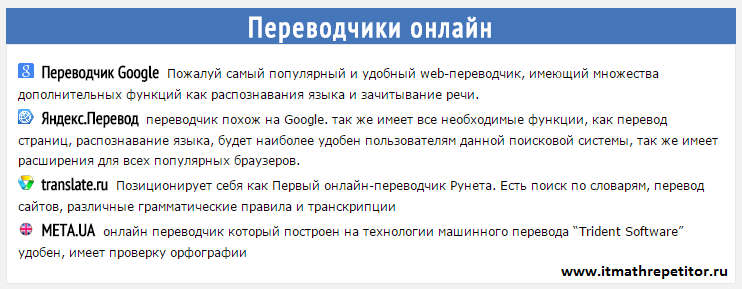 Переводчики онлайн
Переводчик Google Пожалуй самый популярный и удобный web-переводчик, имеющий множества
дополнительных функций как распознавания языка и зачитывание речи.
Яндекс.Перевод переводчик похож на Google. так же имеет все необходимые функции, как перевод
страниц, распознавание языка, будет наиболее удобен пользователям данной поисковой системы, так же имеет
расширения для всех популярных браузеров.
translate.ru Позиционирует себя как Первый онлайн-переводчик Рунета. Есть поиск по словарям, перевод
сайтов, различные грамматические правила и транскрипции
META.UA онлайн переводчик который построен на технологии машинного перевода “Trident Software”
удобен, имеет проверку орфографии
www.itmathrepetitor.ru